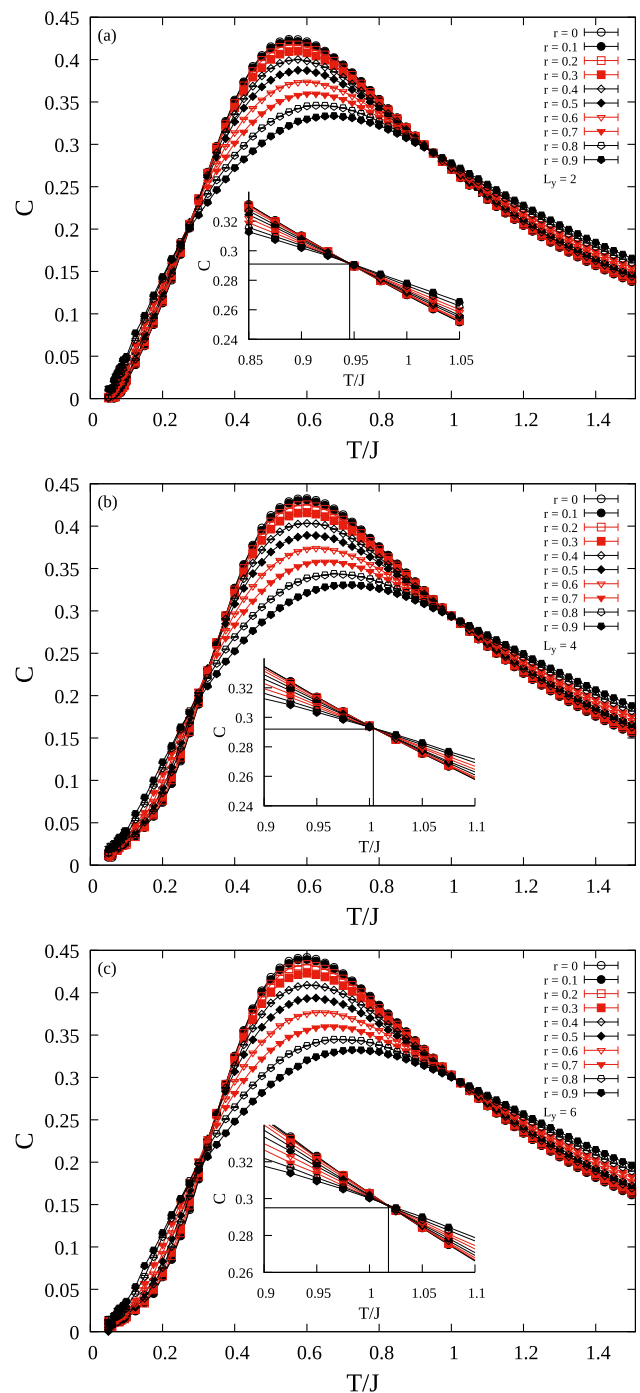 (a)
r = 0
r = 0.1
r = 0.2
r = 0.3
r = 0.4
r = 0.5
r = 0.6
r = 0.7
r = 0.8
r = 0.9
L_y = 2
0.45
0.4
0.35
0.3
0.25
0.2
0.15
0.1
0.05
0
C
0.32
0.3
0.28
0.26
0.24
C
0.85 0.9 0.95 1 1.05
T/J
0 0.2 0.4 0.6 0.8 1 1.2 1.4
T/J
(b)
r = 0
r = 0.1
r = 0.2
r = 0.3
r = 0.4
r = 0.5
r = 0.6
r = 0.7
r = 0.8
r = 0.9
L_y = 4
0.45
0.4
0.35
0.3
0.25
0.2
0.15
0.1
0.05
0
C
0.32
0.3
0.28
0.26
0.24
C
0.9 0.95 1 1.05 1.1
T/J
0 0.2 0.4 0.6 0.8 1 1.2 1.4
T/J
(c)
r = 0
r = 0.1
r = 0.2
r = 0.3
r = 0.4
r = 0.5
r = 0.6
r = 0.7
r = 0.8
r = 0.9
L_y = 6
0.45
0.4
0.35
0.3
0.25
0.2
0.15
0.1
0.05
0
C
0.32
0.3
0.28
0.26
C
0.9 0.95 1 1.05 1.1
T/J
0 0.2 0.4 0.6 0.8 1 1.2 1.4
T/J